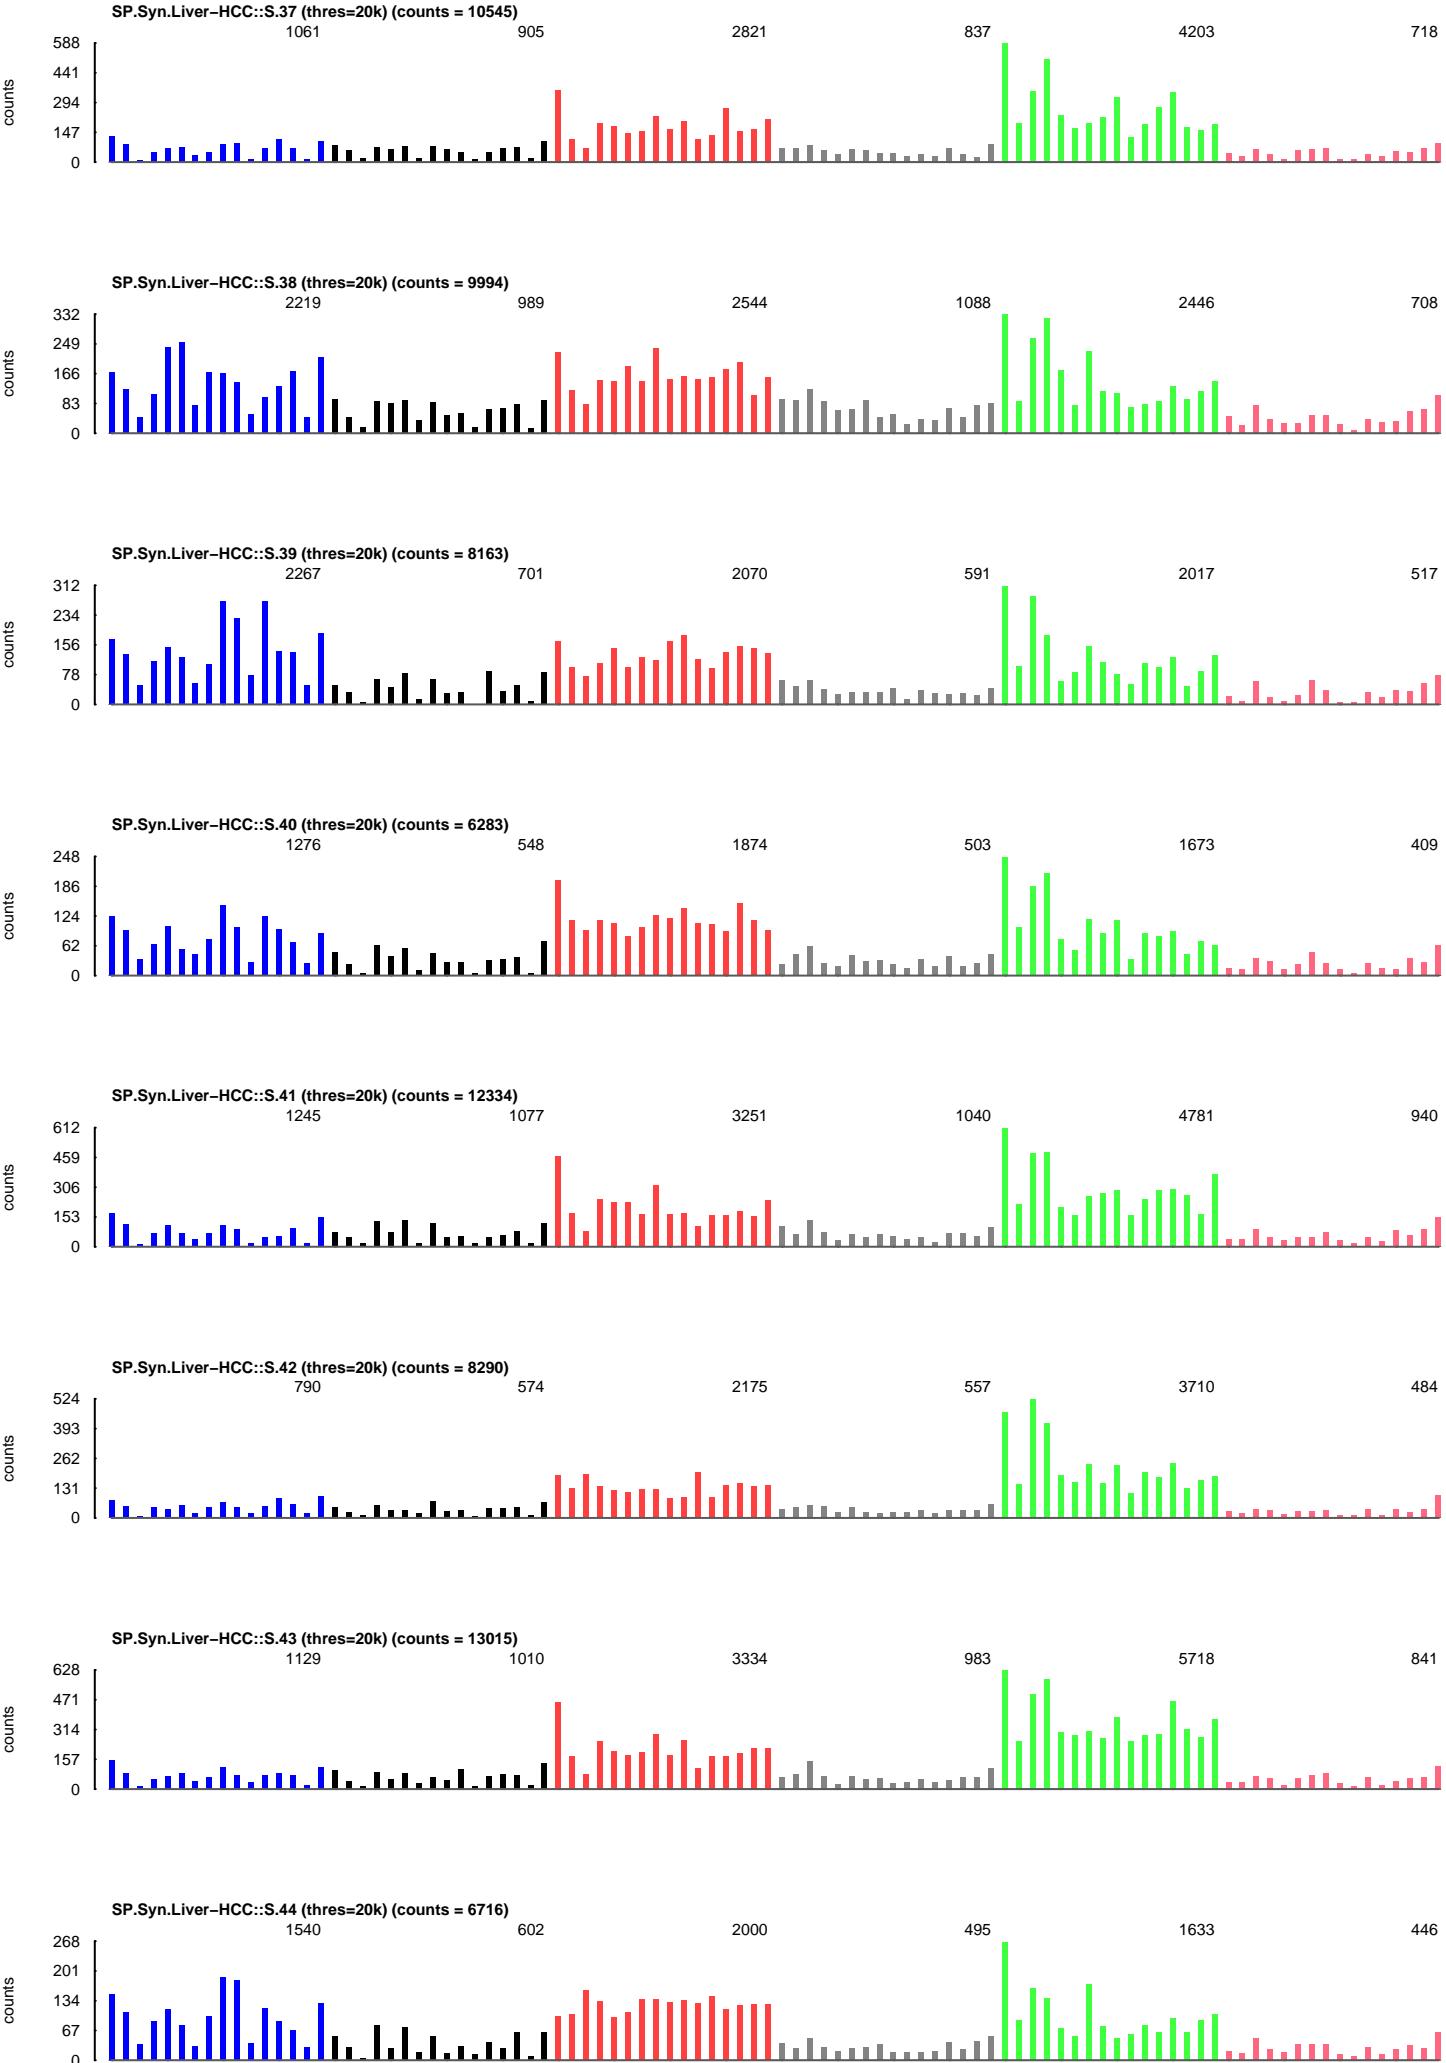 SP.Syn.Liver−HCC::S.37 (thres=20k) (counts = 10545)
1061 905 2821 837 4203 718
588
441
294
147
0
counts
SP.Syn.Liver−HCC::S.38 (thres=20k) (counts = 9994)
2219 989 2544 1088 2446 708
332
249
166
83
0
counts
SP.Syn.Liver−HCC::S.39 (thres=20k) (counts = 8163)
2267 701 2070 591 2017 517
312
234
156
78
0
counts
SP.Syn.Liver−HCC::S.40 (thres=20k) (counts = 6283)
1276 548 1874 503 1673 409
248
186
124
62
0
counts
SP.Syn.Liver−HCC::S.41 (thres=20k) (counts = 12334)
1245 1077 3251 1040 4781 940
612
459
306
153
0
counts
SP.Syn.Liver−HCC::S.42 (thres=20k) (counts = 8290)
790 574 2175 557 3710 484
524
393
262
131
0
counts
SP.Syn.Liver−HCC::S.43 (thres=20k) (counts = 13015)
1129 1010 3334 983 5718 841
628
471
314
157
0
counts
SP.Syn.Liver−HCC::S.44 (thres=20k) (counts = 6716)
1540 602 2000 495 1633 446
268
201
134
67
0
counts